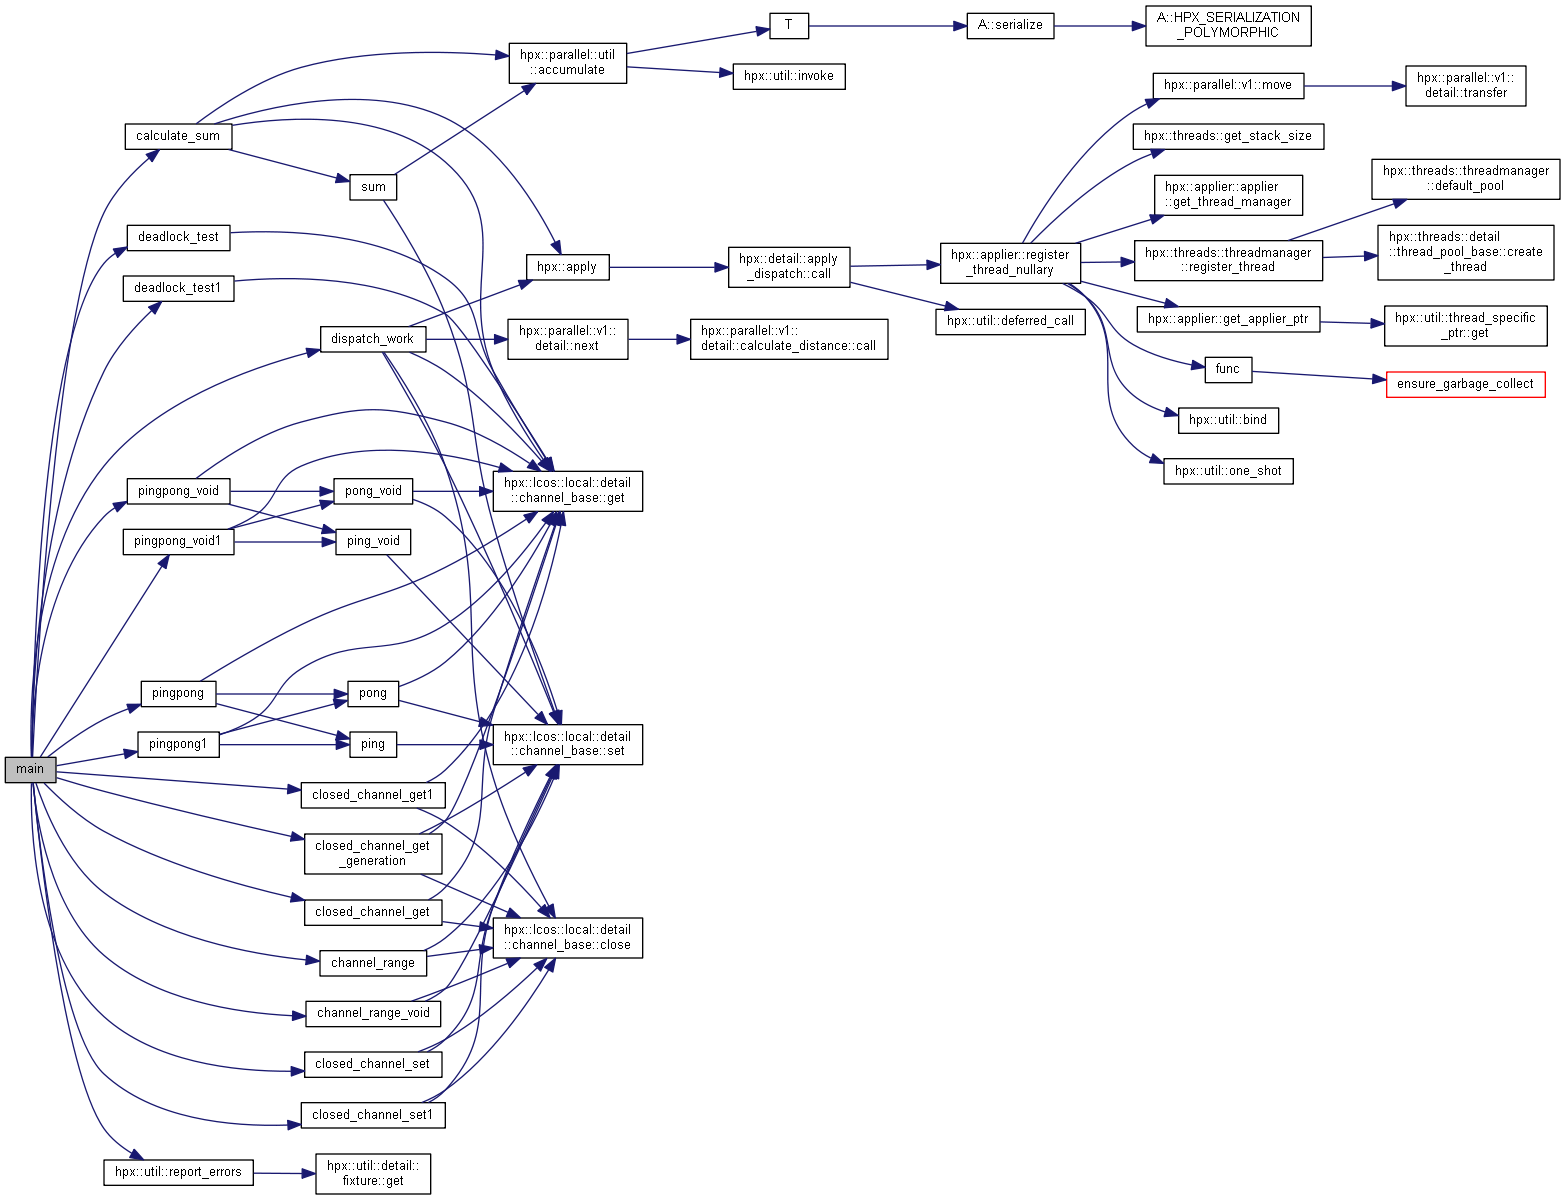 main
calculate_sum
deadlock_test
deadlock_test1
dispatch_work
pingpong_void
pingpong_void1
pingpong
pingpong1
closed_channel_get1
closed_channel_get
_generation
closed_channel_get
channel_range
channel_range_void
closed_channel_set
closed_channel_set1
hpx::util::report_errors
hpx::util::detail::
fixture::get
sum
pong_void
ping_void
pong
ping
hpx::parallel::util
::accumulate
hpx::apply
hpx::parallel::v1::
detail::next
hpx::lcos::local::detail
::channel_base::get
hpx::lcos::local::detail
::channel_base::set
hpx::lcos::local::detail
::channel_base::close
T
hpx::util::invoke
hpx::detail::apply
_dispatch::call
hpx::parallel::v1::
detail::calculate_distance::call
A::serialize
A::HPX_SERIALIZATION
_POLYMORPHIC
hpx::applier::register
_thread_nullary
hpx::util::deferred_call
hpx::parallel::v1::move
hpx::threads::get_stack_size
hpx::applier::applier
::get_thread_manager
hpx::threads::threadmanager
::register_thread
hpx::applier::get_applier_ptr
func
hpx::util::bind
hpx::util::one_shot
hpx::parallel::v1::
detail::transfer
hpx::threads::threadmanager
::default_pool
hpx::threads::detail
::thread_pool_base::create
_thread
hpx::util::thread_specific
_ptr::get
ensure_garbage_collect